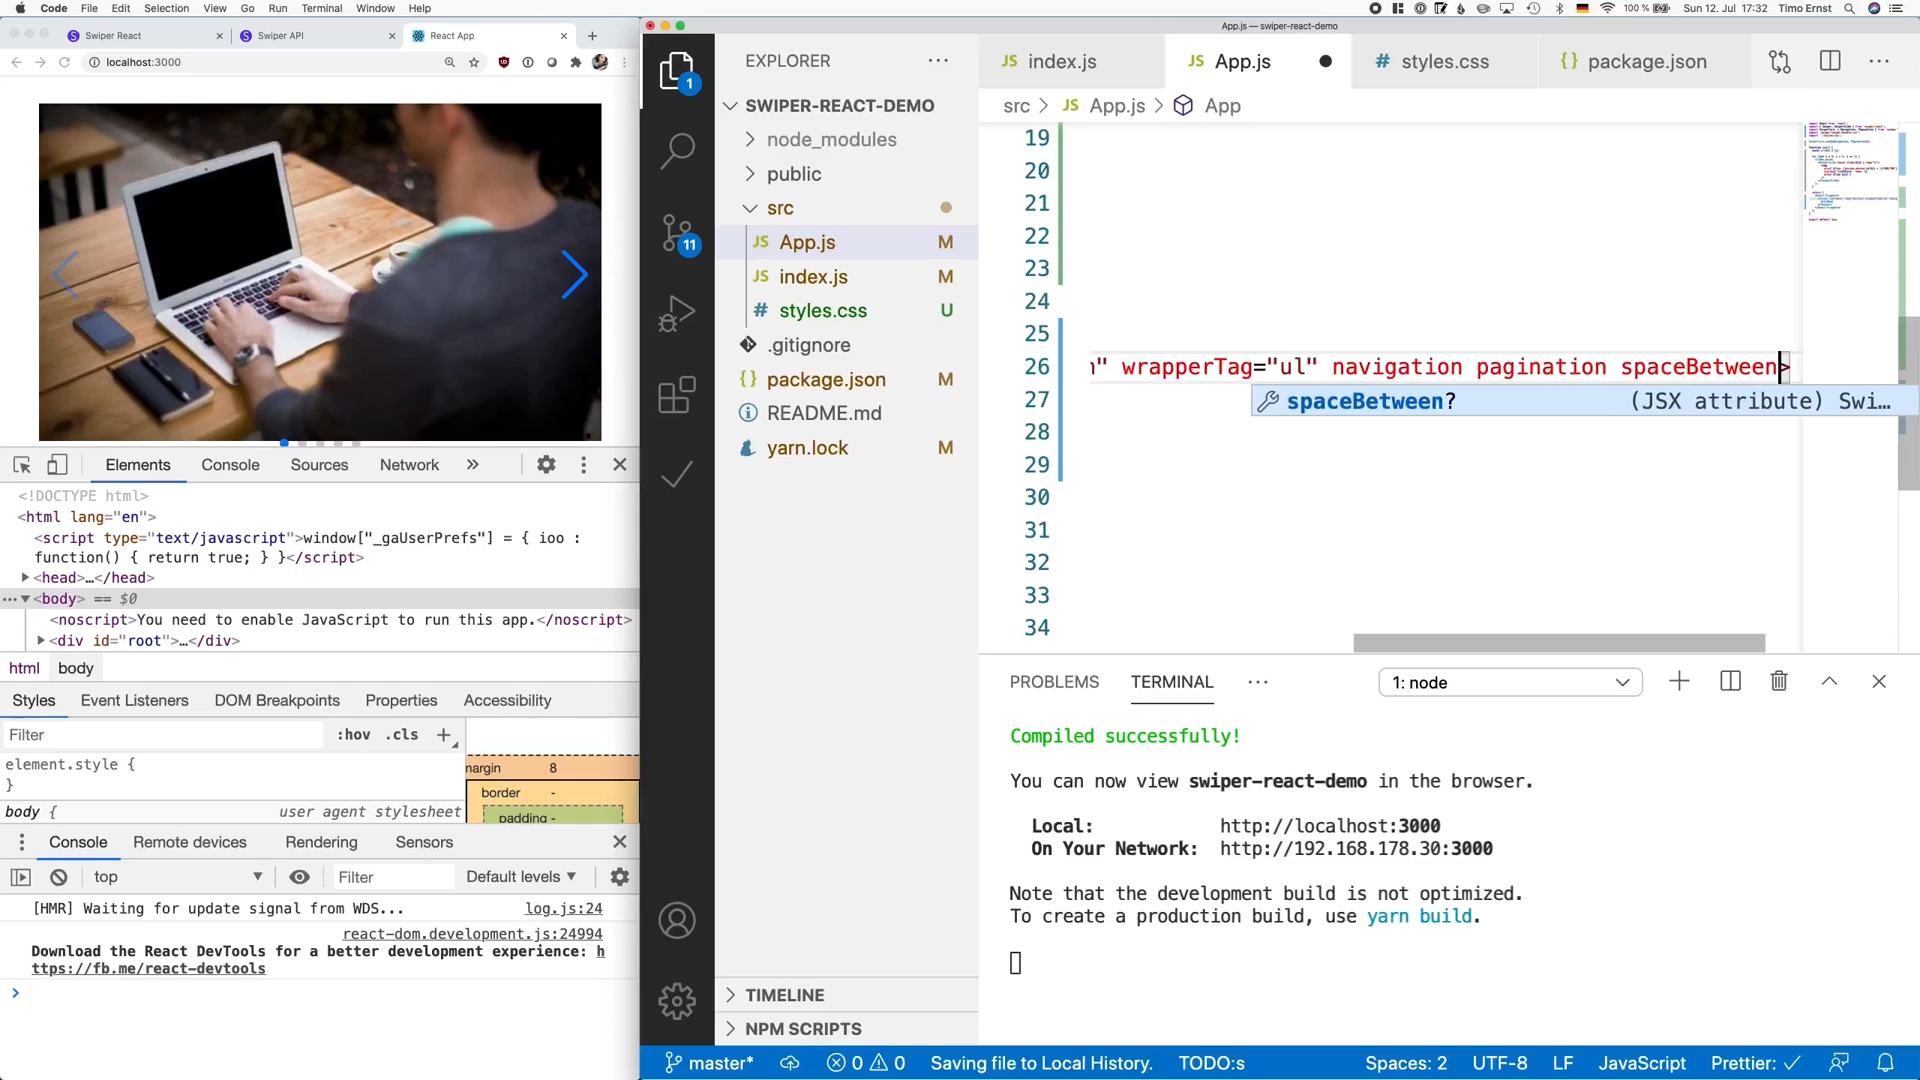 Code File Edit Selection View Go Run Terminal Window Help
100 % Sun 12. Jul 17:32 Timo Ernst
Swiper React
Swiper API
React App
localhost:3000
App.js — swiper-react-demo
EXPLORER
SWIPER-REACT-DEMO
node_modules
public
src
App.js M
index.js M
styles.css U
.gitignore
package.json M
README.md
yarn.lock M
1
11
TIMELINE
NPM SCRIPTS
index.js
App.js
styles.css
package.json
src App.js App
19
20
21
22
23
24
25
26 " wrapperTag="ul" navigation pagination spaceBetween>
spaceBetween? (JSX attribute) Swi…
27
28
29
30
31
32
33
34
PROBLEMS TERMINAL 1: node
Compiled successfully!
You can now view swiper-react-demo in the browser.
Local: http://localhost:3000
On Your Network: http://192.168.178.30:3000
Note that the development build is not optimized.
To create a production build, use yarn build.
Elements Console Sources Network »
<!DOCTYPE html>
<html lang="en">
<script type="text/javascript">window["_gaUserPrefs"] = { ioo :
function() { return true; } }</script>
<head>…</head>
<body> == $0
<noscript>You need to enable JavaScript to run this app.</noscript>
<div id="root">…</div>
html body
Styles Event Listeners DOM Breakpoints Properties Accessibility
Filter :hov .cls +
element.style {
}
body { user agent stylesheet
margin 8
border -
padding -
Console Remote devices Rendering Sensors
top Filter Default levels
[HMR] Waiting for update signal from WDS... log.js:24
react-dom.development.js:24994
Download the React DevTools for a better development experience: h
ttps://fb.me/react-devtools
master* 0 0 Saving file to Local History. TODO:s Spaces: 2 UTF-8 LF JavaScript Prettier: ✓